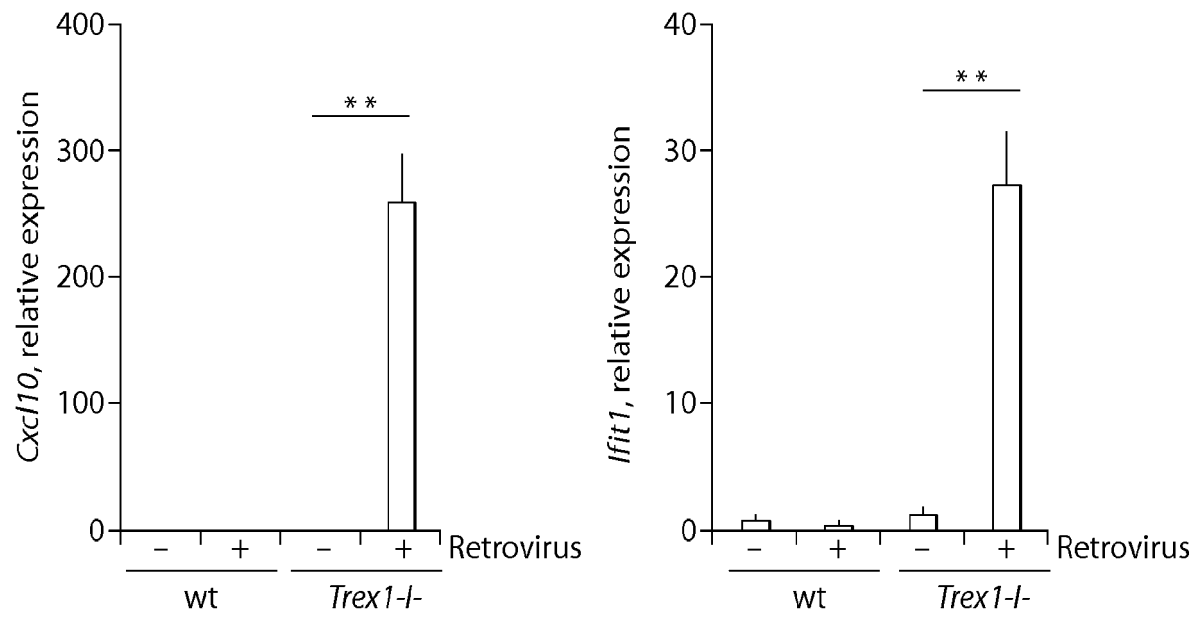 400
300
200
100
0
Cxcl10, relative expression
* *
– + – + Retrovirus
wt Trex1-/-
40
30
20
10
0
Ifit1, relative expression
* *
– + – + Retrovirus
wt Trex1-/-